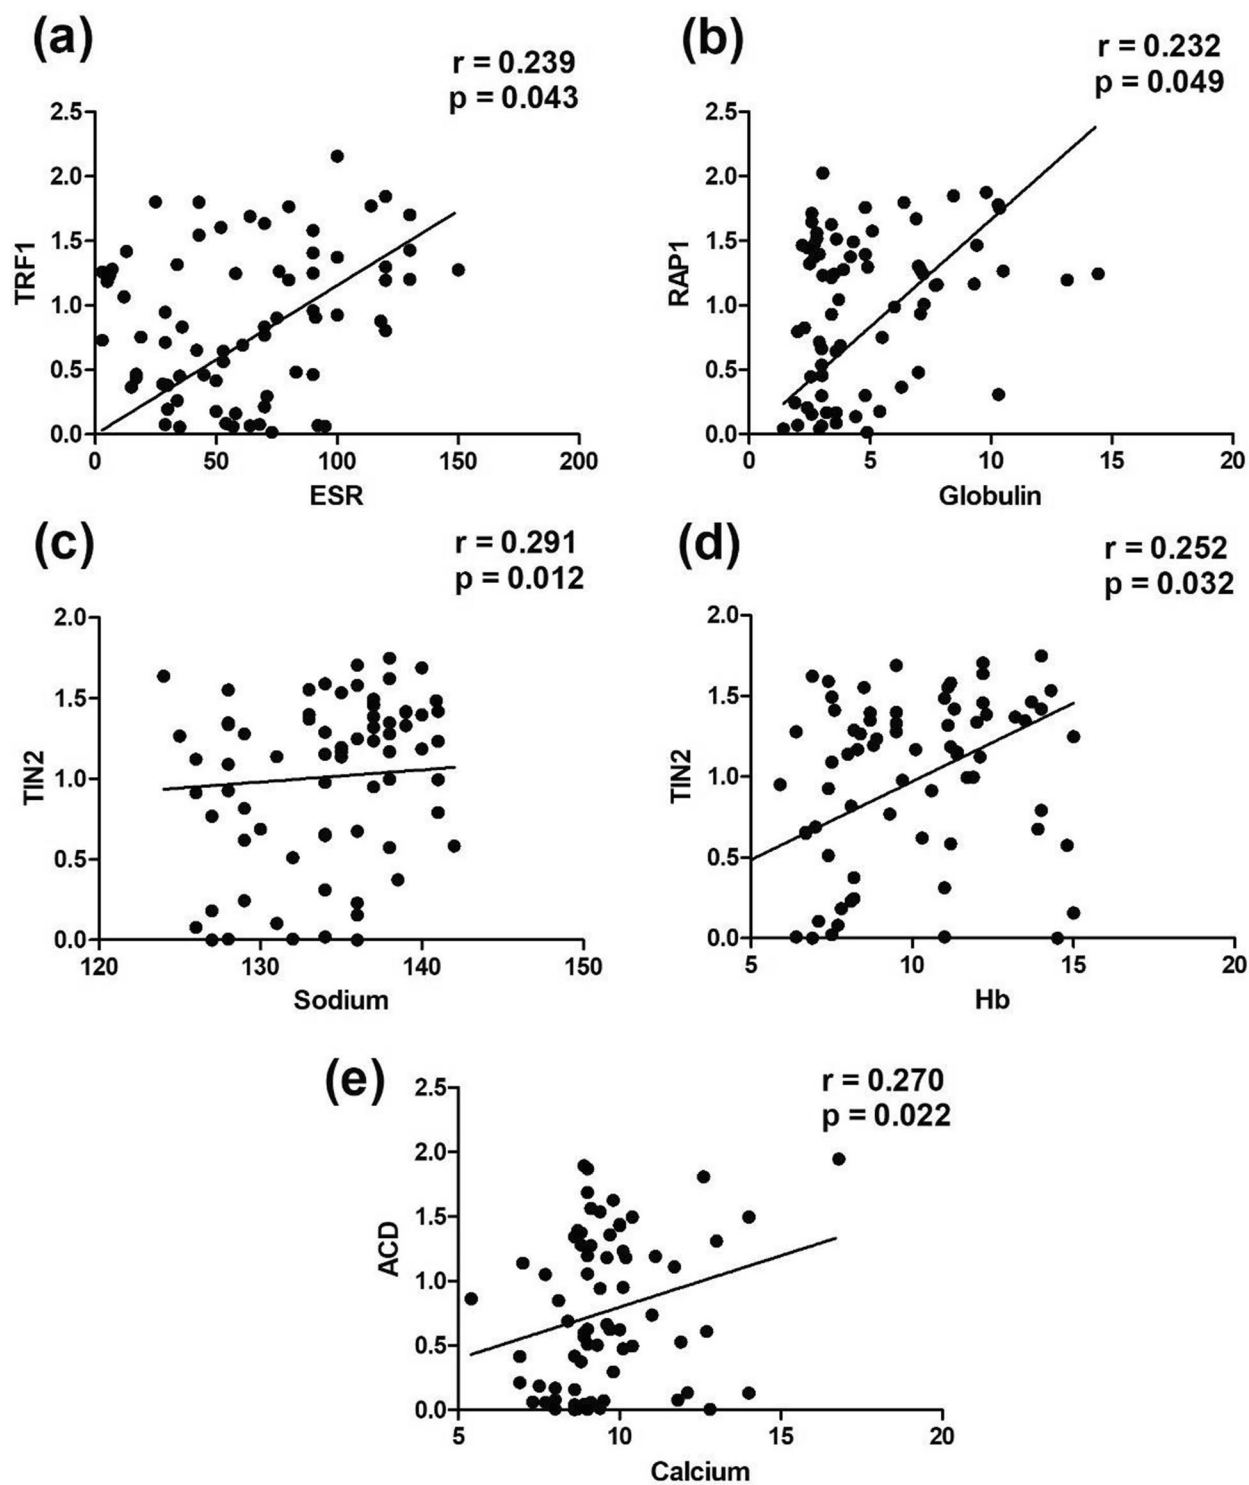 (a)
r = 0.239
p = 0.043
2.5
2.0
1.5
1.0
0.5
0.0
TRF1
0 50 100 150 200
ESR
(b)
r = 0.232
p = 0.049
2.5
2.0
1.5
1.0
0.5
0.0
RAP1
0 5 10 15 20
Globulin
(c)
r = 0.291
p = 0.012
2.0
1.5
1.0
0.5
0.0
TIN2
120 130 140 150
Sodium
(d)
r = 0.252
p = 0.032
2.0
1.5
1.0
0.5
0.0
TIN2
5 10 15 20
Hb
(e)
r = 0.270
p = 0.022
2.5
2.0
1.5
1.0
0.5
0.0
ACD
5 10 15 20
Calcium